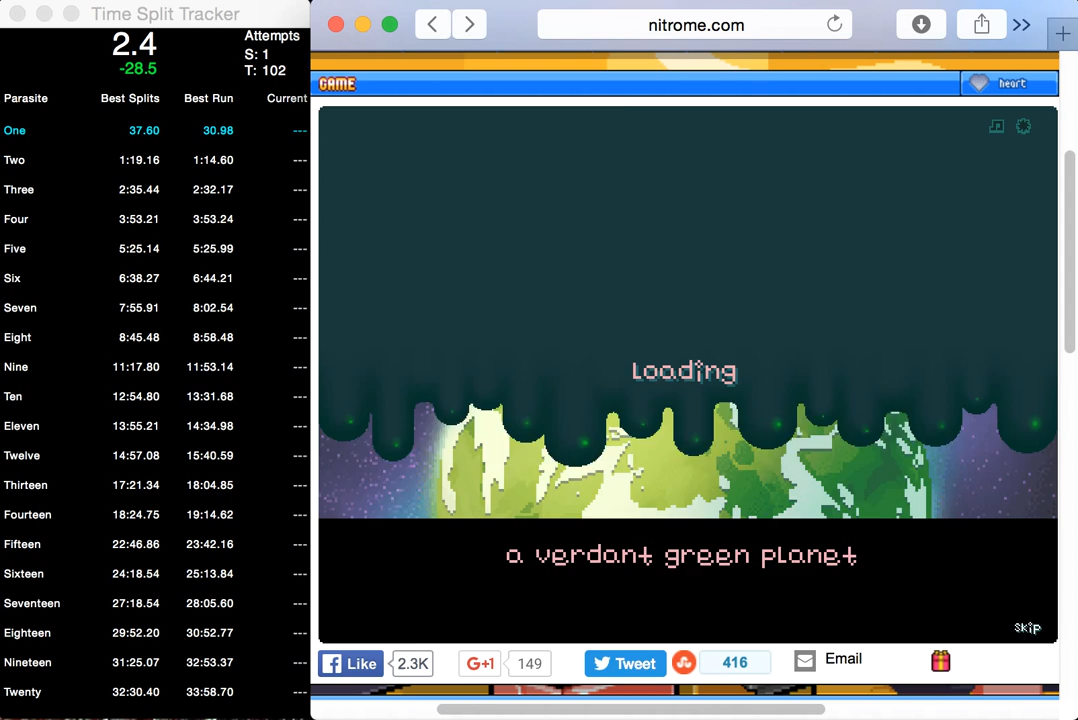 Time Split Tracker
2.4
-28.5
Attempts
S: 1
T: 102
Parasite Best Splits Best Run Current
One 37.60 30.98 ---
Two 1:19.16 1:14.60 ---
Three 2:35.44 2:32.17 ---
Four 3:53.21 3:53.24 ---
Five 5:25.14 5:25.99 ---
Six 6:38.27 6:44.21 ---
Seven 7:55.91 8:02.54 ---
Eight 8:45.48 8:58.48 ---
Nine 11:17.80 11:53.14 ---
Ten 12:54.80 13:31.68 ---
Eleven 13:55.21 14:34.98 ---
Twelve 14:57.08 15:40.59 ---
Thirteen 17:21.34 18:04.85 ---
Fourteen 18:24.75 19:14.62 ---
Fifteen 22:46.86 23:42.16 ---
Sixteen 24:18.54 25:13.84 ---
Seventeen 27:18.54 28:05.60 ---
Eighteen 29:52.20 30:52.77 ---
Nineteen 31:25.07 32:53.37 ---
Twenty 32:30.40 33:58.70 ---
nitrome.com
GAME
heart
Loading
a verdant green planet
skip
Like 2.3K G+1 149 Tweet 416 Email